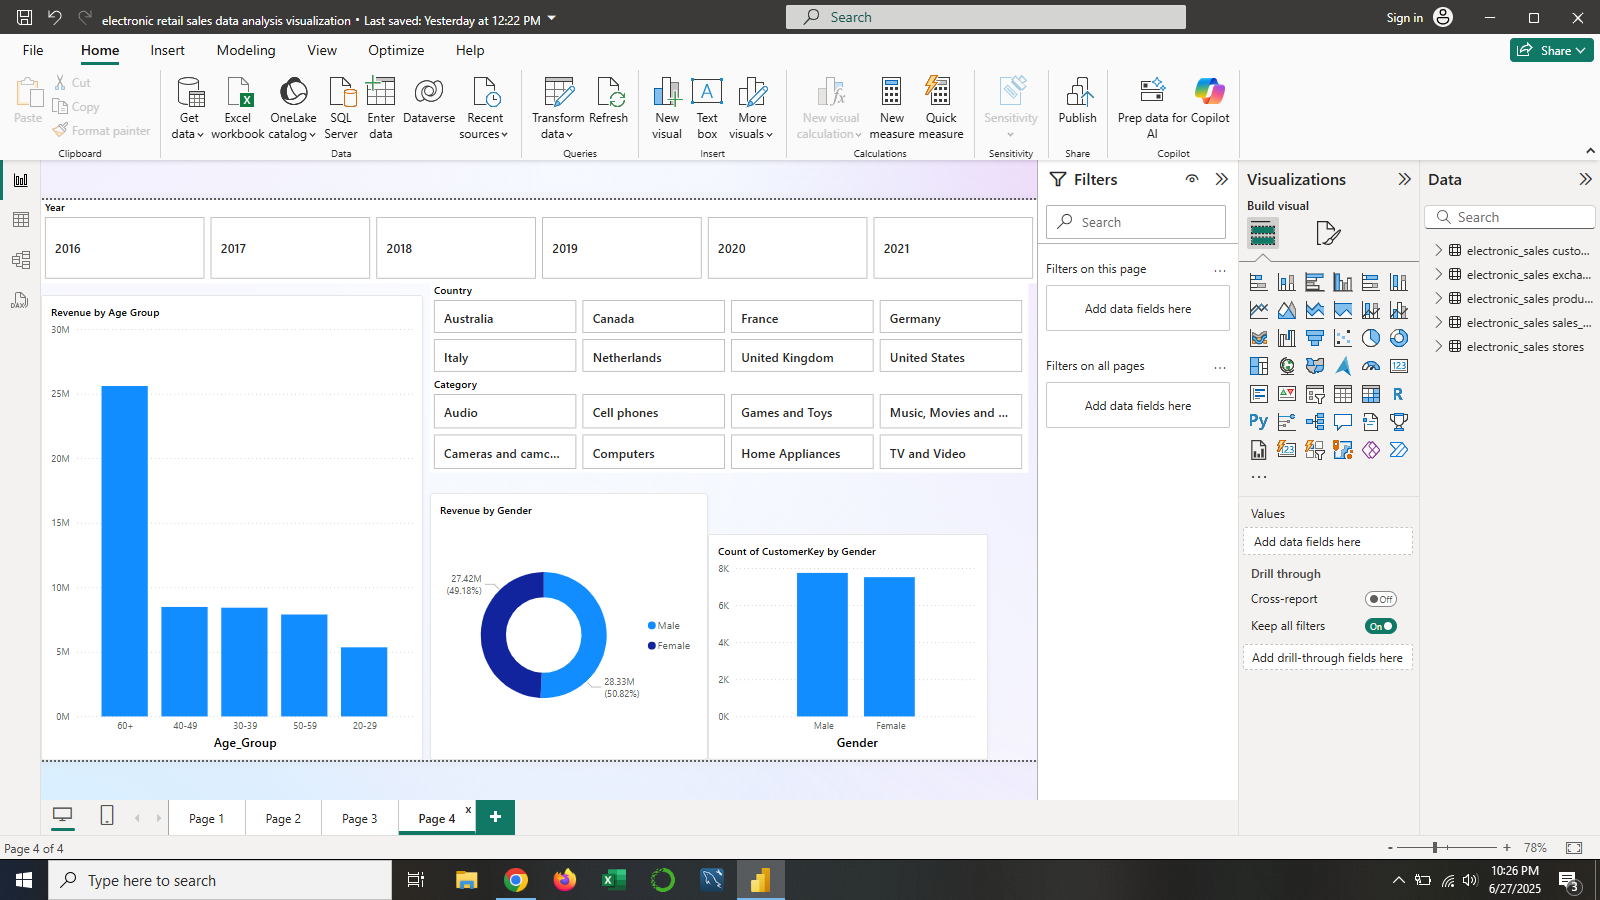 electronic retail sales data analysis visualization • Last saved: Yesterday at 12:22 PM
Search
Sign in
File Home Insert Modeling View Optimize Help
Share
Paste
Cut
Copy
Format painter
Clipboard
Get data
Excel workbook
OneLake catalog
SQL Server
Enter data
Dataverse
Recent sources
Data
Transform data
Refresh
Queries
New visual
Text box
More visuals
Insert
New visual calculation
New measure
Quick measure
Calculations
Sensitivity
Sensitivity
Publish
Share
Prep data for AI
Copilot
Copilot
Year
2016 2017 2018 2019 2020 2021
Revenue by Age Group
30M
25M
20M
15M
10M
5M
0M
60+ 40-49 30-39 50-59 20-29
Age_Group
Country
Australia Canada France Germany
Italy Netherlands United Kingdom United States
Category
Audio Cell phones Games and Toys Music, Movies and ...
Cameras and camc... Computers Home Appliances TV and Video
Revenue by Gender
27.42M
(49.18%)
Male
Female
28.33M
(50.82%)
Count of CustomerKey by Gender
8K
6K
4K
2K
0K
Male Female
Gender
Filters
Search
Filters on this page ...
Add data fields here
Filters on all pages ...
Add data fields here
Visualizations
Build visual
123
R
Py
123
...
Values
Add data fields here
Drill through
Cross-report Off
Keep all filters On
Add drill-through fields here
Data
Search
electronic_sales custo...
electronic_sales excha...
electronic_sales produ...
electronic_sales sales_...
electronic_sales stores
DAX
Page 1 Page 2 Page 3 Page 4 x +
Page 4 of 4
- + 78%
Type here to search
10:26 PM
6/27/2025
3